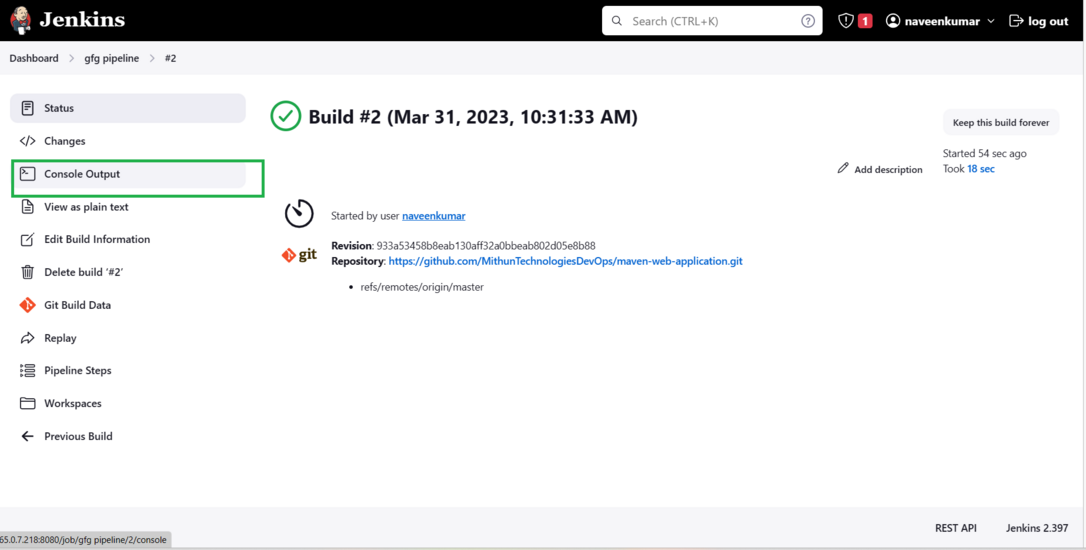 Jenkins
Search (CTRL+K)
1
naveenkumar
log out
Dashboard > gfg pipeline > #2
Status
Changes
Console Output
View as plain text
Edit Build Information
Delete build '#2'
Git Build Data
Replay
Pipeline Steps
Workspaces
Previous Build
Build #2 (Mar 31, 2023, 10:31:33 AM)
Keep this build forever
Add description
Started 54 sec ago
Took 18 sec
Started by user naveenkumar
git
Revision: 933a53458b8eab130aff32a0bbeab802d05e8b88
Repository: https://github.com/MithunTechnologiesDevOps/maven-web-application.git
• refs/remotes/origin/master
REST API
Jenkins 2.397
65.0.7.218:8080/job/gfg pipeline/2/console